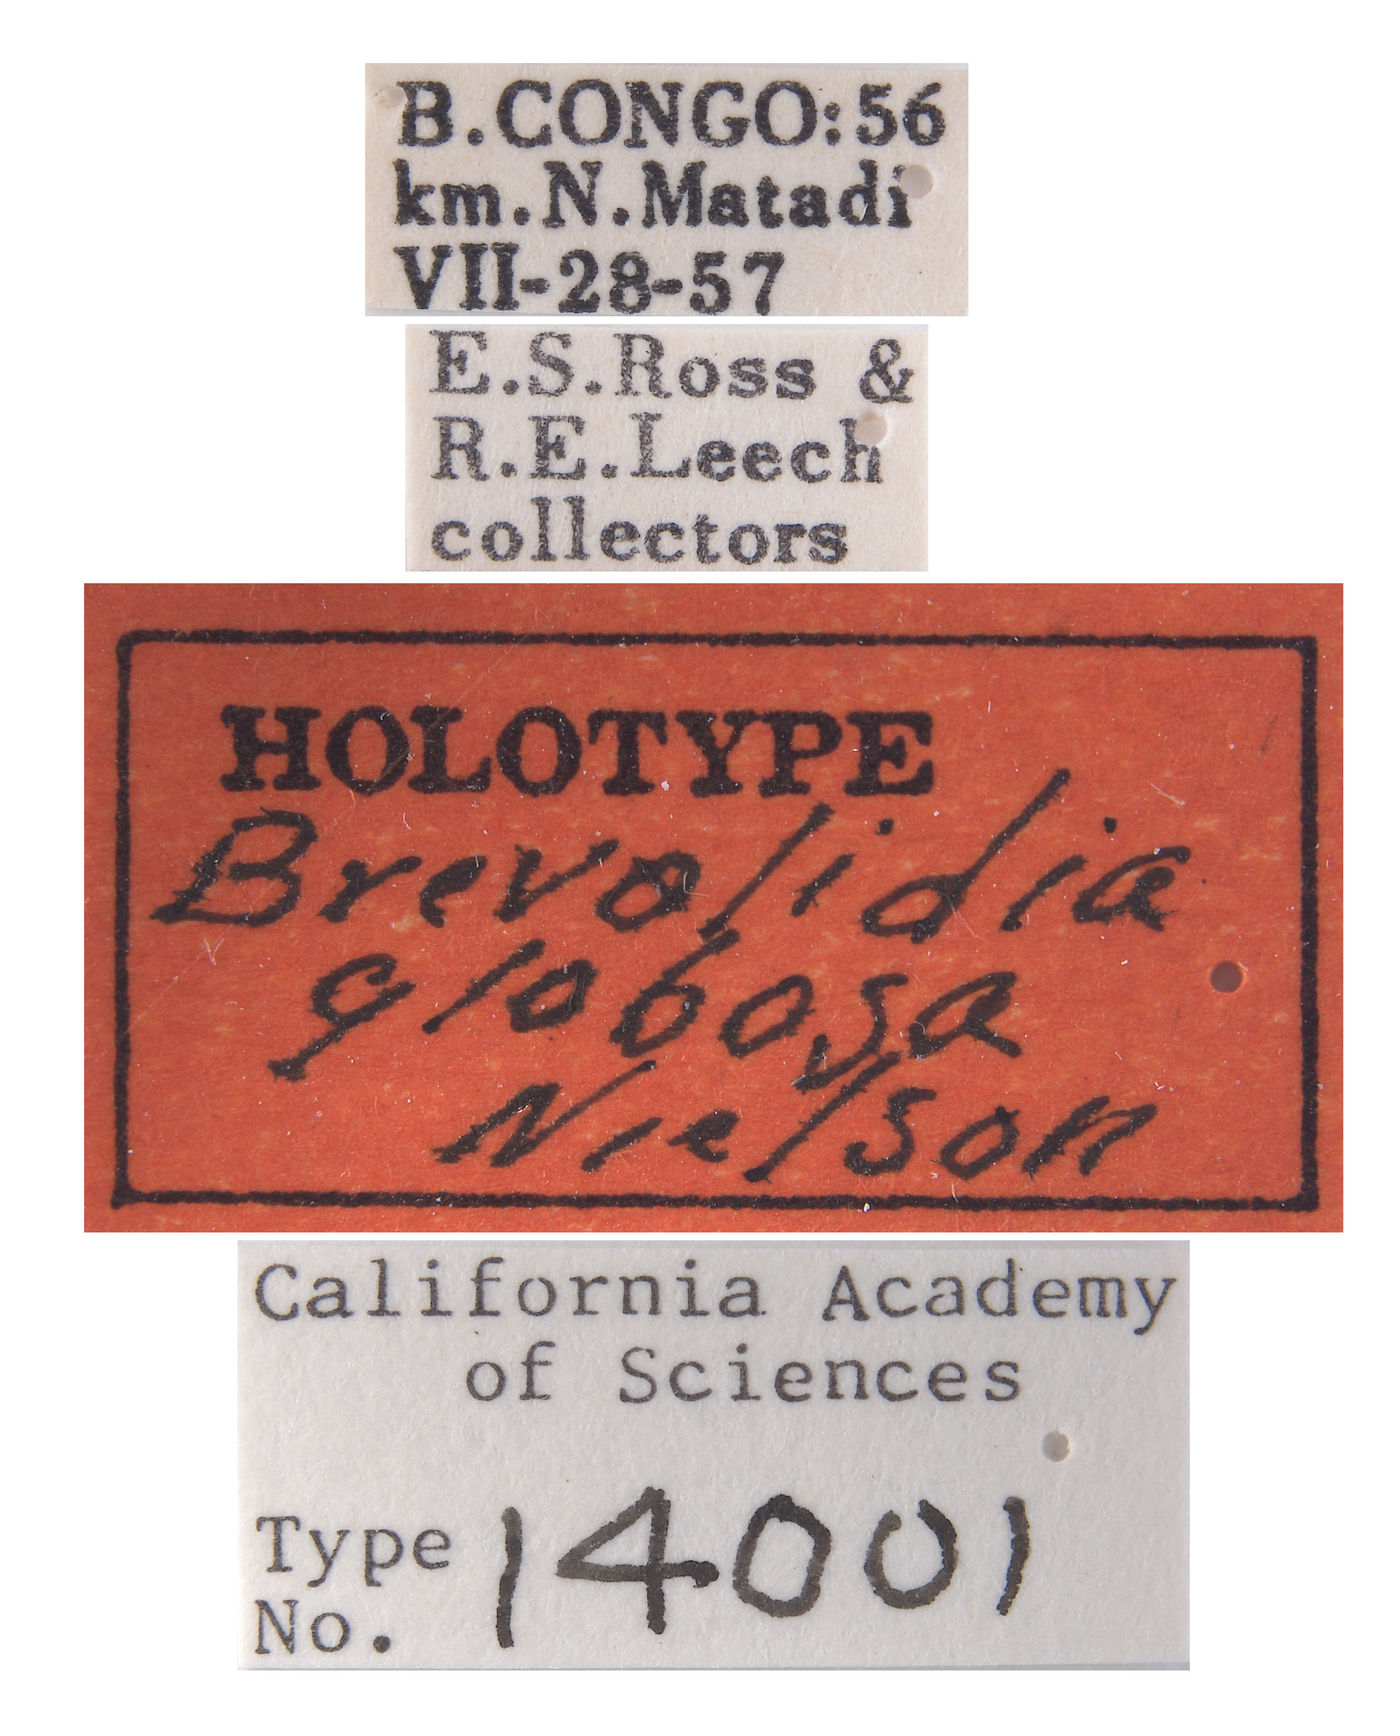 B.CONGO:56
km.N.Matadi
VII-28-57
E.S.Ross &
R.E.Leech
collectors
HOLOTYPE
Brevolidia
globosa
Nielson
California Academy
of Sciences
Type
No. 14001